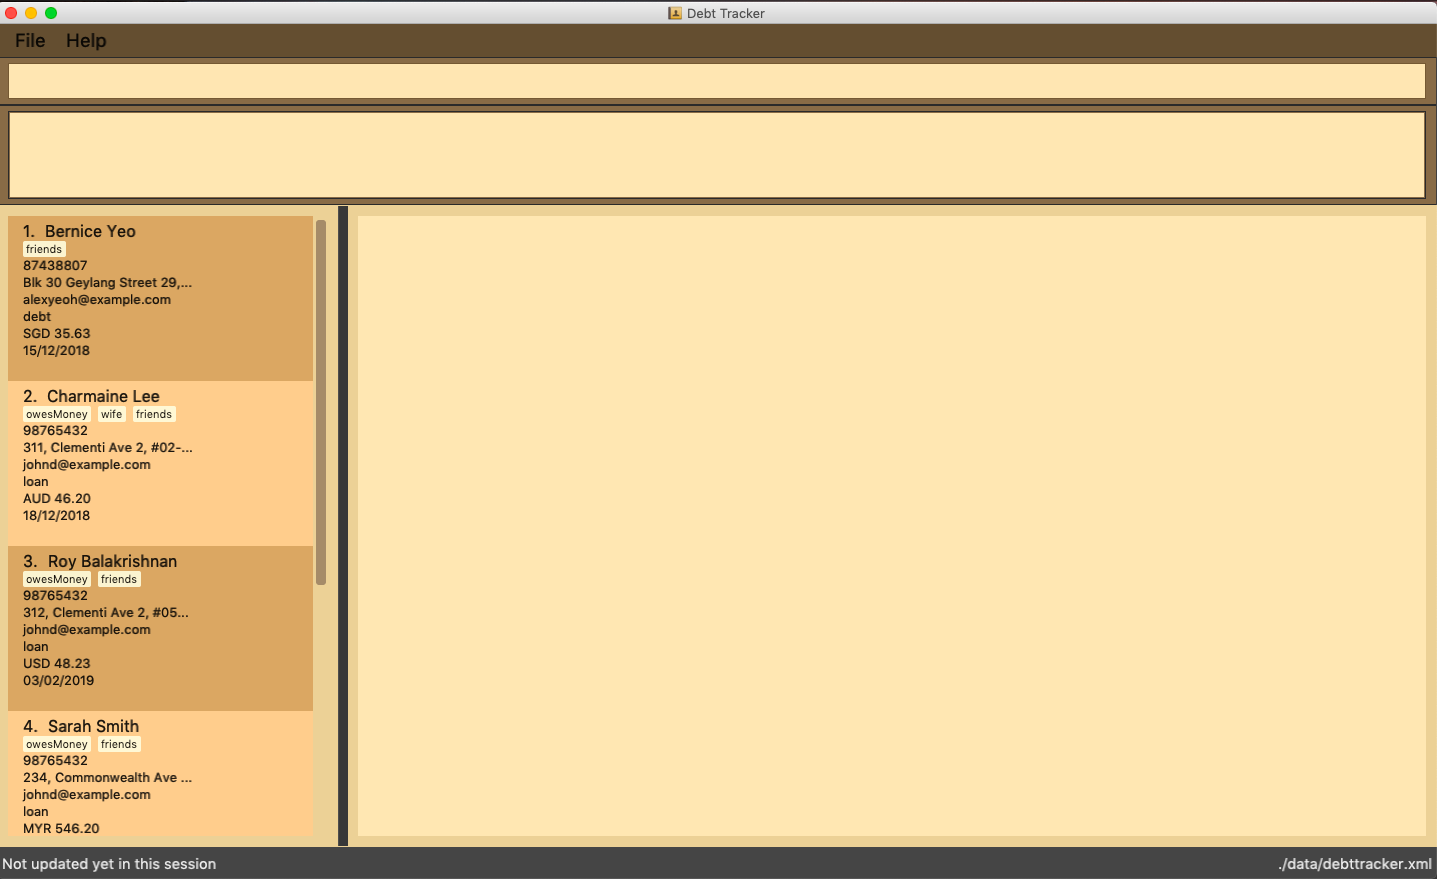 Debt Tracker
File Help
1. Bernice Yeo
friends
87438807
Blk 30 Geylang Street 29,...
alexyeoh@example.com
debt
SGD 35.63
15/12/2018
2. Charmaine Lee
owesMoney wife friends
98765432
311, Clementi Ave 2, #02-...
johnd@example.com
loan
AUD 46.20
18/12/2018
3. Roy Balakrishnan
owesMoney friends
98765432
312, Clementi Ave 2, #05...
johnd@example.com
loan
USD 48.23
03/02/2019
4. Sarah Smith
owesMoney friends
98765432
234, Commonwealth Ave ...
johnd@example.com
loan
MYR 546.20
Not updated yet in this session ./data/debttracker.xml